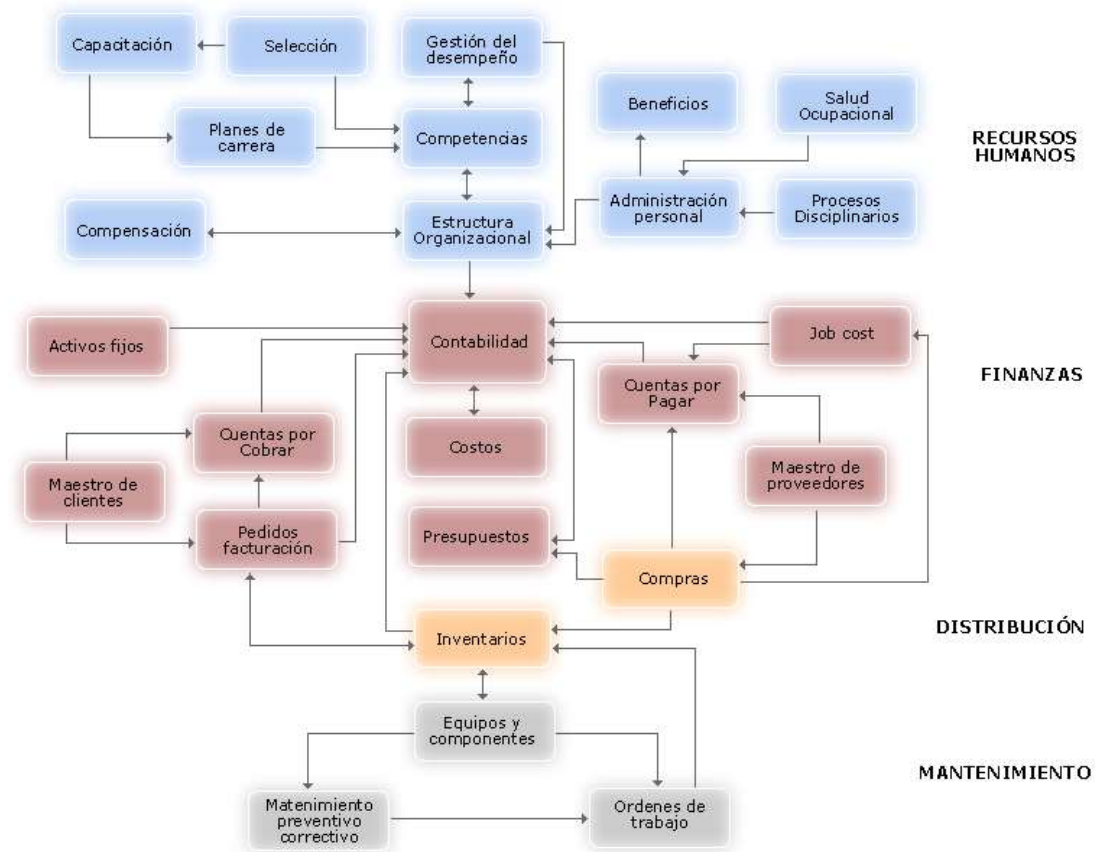 Capacitación
Selección
Gestión del
desempeño
Beneficios
Salud
Ocupacional
Planes de
carrera
Competencias
RECURSOS
HUMANOS
Compensación
Estructura
Organizacional
Administración
personal
Procesos
Disciplinarios
Activos fijos
Contabilidad
Job cost
FINANZAS
Cuentas por
Pagar
Cuentas por
Cobrar
Costos
Maestro de
proveedores
Maestro de
clientes
Pedidos
facturación
Presupuestos
Compras
DISTRIBUCIÓN
Inventarios
Equipos y
componentes
MANTENIMIENTO
Matenimiento
preventivo
correctivo
Ordenes de
trabajo